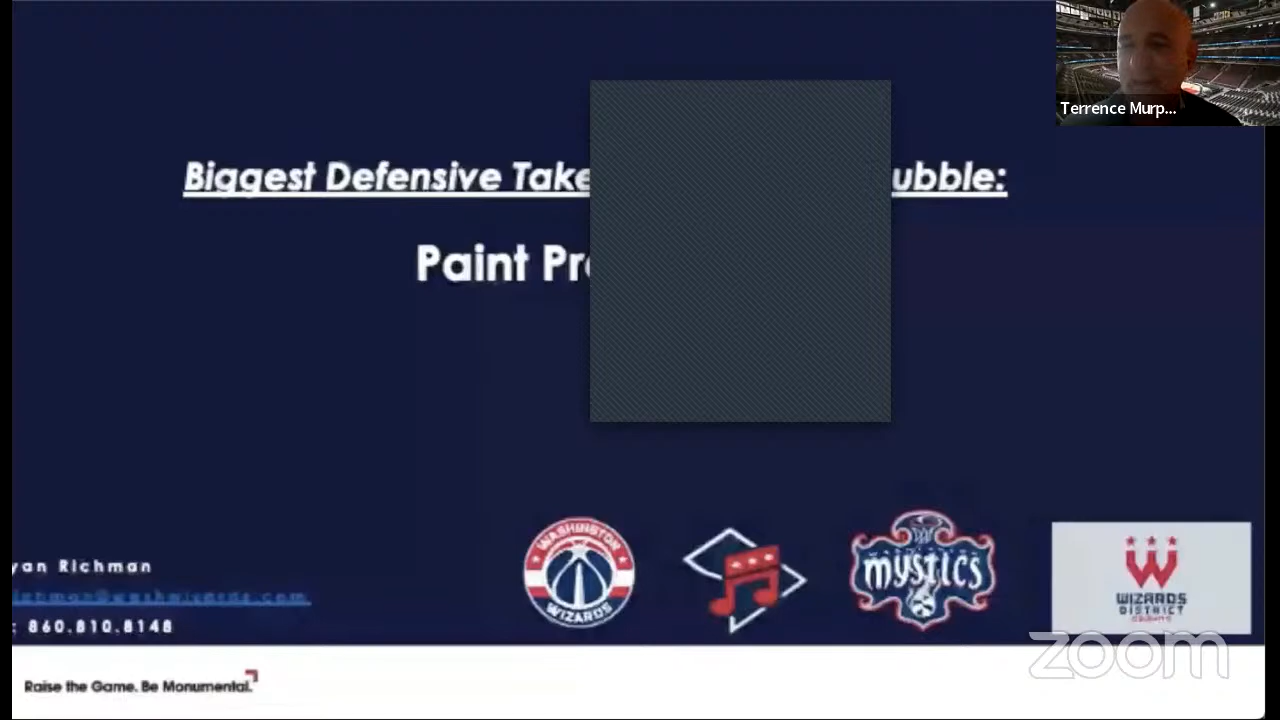 Terrence Murp...
Biggest Defensive Take ubble:
Paint Pr
WASHINGTON
WIZARDS
MYSTICS
WIZARDS
DISTRICT
yan Richman
: 860.810.8148
zoom
Raise the Game. Be Monumental.